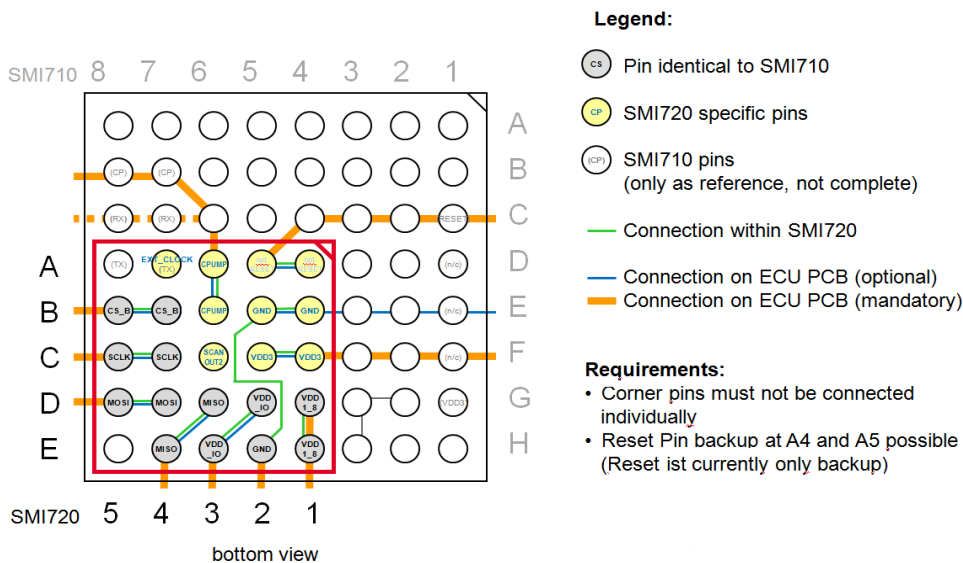 Legend:
CS Pin identical to SMI710
CP SMI720 specific pins
(CP) SMI710 pins
(only as reference, not complete)
Connection within SMI720
Connection on ECU PCB (optional)
Connection on ECU PCB (mandatory)
Requirements:
• Corner pins must not be connected
individually
• Reset Pin backup at A4 and A5 possible
(Reset ist currently only backup)
SMI710 8 7 6 5 4 3 2 1
A
(CP) (CP) B
(RX) (RX) RESET C
A (TX) EXT_CLOCK (TX) CPUMP (n/c) D
B CS_B CS_B CPUMP GND GND (n/c) E
C SCLK SCLK SCAN OUT2 VDD3 VDD3 (n/c) F
D MOSI MOSI MISO VDD _IO VDD 1_8 (VDD3) G
E MISO VDD _IO GND VDD 1_8 H
SMI720 5 4 3 2 1
bottom view